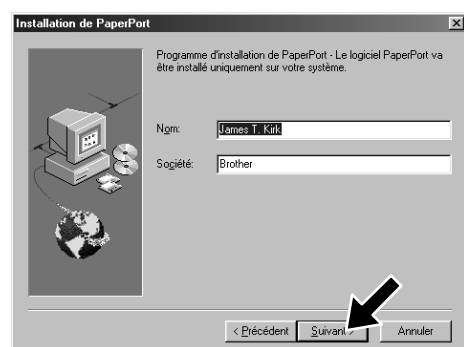 Installation de PaperPort
Programme d'installation de PaperPort - Le logiciel PaperPort va
être installé uniquement sur votre système.
Nom: James T. Kirk
Société: Brother
< Précédent Suivant > Annuler